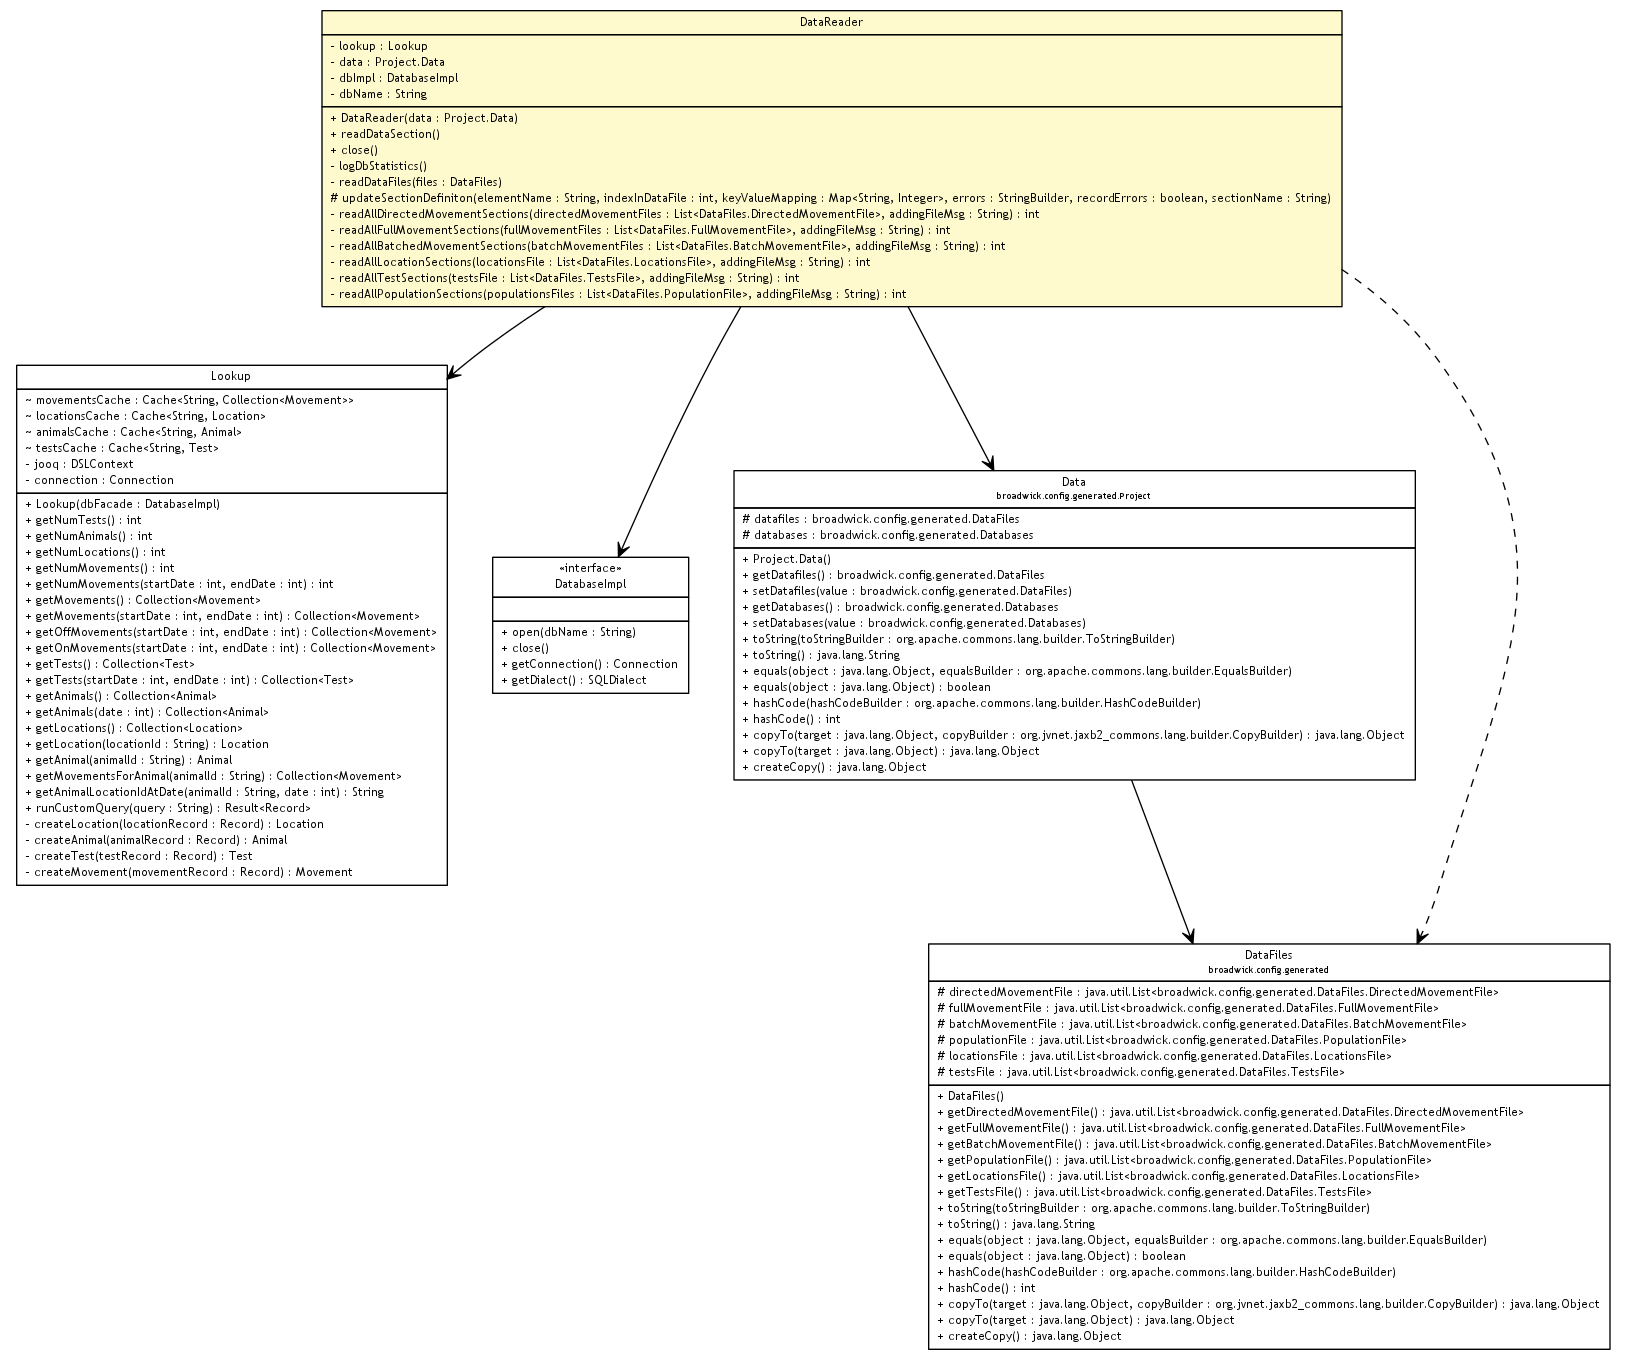 DataReader
- lookup : Lookup
- data : Project.Data
- dbImpl : DatabaseImpl
- dbName : String
+ DataReader(data : Project.Data)
+ readDataSection()
+ close()
- logDbStatistics()
- readDataFiles(files : DataFiles)
# updateSectionDefiniton(elementName : String, indexInDataFile : int, keyValueMapping : Map<String, Integer>, errors : StringBuilder, recordErrors : boolean, sectionName : String)
- readAllDirectedMovementSections(directedMovementFiles : List<DataFiles.DirectedMovementFile>, addingFileMsg : String) : int
- readAllFullMovementSections(fullMovementFiles : List<DataFiles.FullMovementFile>, addingFileMsg : String) : int
- readAllBatchedMovementSections(batchMovementFiles : List<DataFiles.BatchMovementFile>, addingFileMsg : String) : int
- readAllLocationSections(locationsFile : List<DataFiles.LocationsFile>, addingFileMsg : String) : int
- readAllTestSections(testsFile : List<DataFiles.TestsFile>, addingFileMsg : String) : int
- readAllPopulationSections(populationsFiles : List<DataFiles.PopulationFile>, addingFileMsg : String) : int
Lookup
~ movementsCache : Cache<String, Collection<Movement>>
~ locationsCache : Cache<String, Location>
~ animalsCache : Cache<String, Animal>
~ testsCache : Cache<String, Test>
- jooq : DSLContext
- connection : Connection
+ Lookup(dbFacade : DatabaseImpl)
+ getNumTests() : int
+ getNumAnimals() : int
+ getNumLocations() : int
+ getNumMovements() : int
+ getNumMovements(startDate : int, endDate : int) : int
+ getMovements() : Collection<Movement>
+ getMovements(startDate : int, endDate : int) : Collection<Movement>
+ getOffMovements(startDate : int, endDate : int) : Collection<Movement>
+ getOnMovements(startDate : int, endDate : int) : Collection<Movement>
+ getTests() : Collection<Test>
+ getTests(startDate : int, endDate : int) : Collection<Test>
+ getAnimals() : Collection<Animal>
+ getAnimals(date : int) : Collection<Animal>
+ getLocations() : Collection<Location>
+ getLocation(locationId : String) : Location
+ getAnimal(animalId : String) : Animal
+ getMovementsForAnimal(animalId : String) : Collection<Movement>
+ getAnimalLocationIdAtDate(animalId : String, date : int) : String
+ runCustomQuery(query : String) : Result<Record>
- createLocation(locationRecord : Record) : Location
- createAnimal(animalRecord : Record) : Animal
- createTest(testRecord : Record) : Test
- createMovement(movementRecord : Record) : Movement
«interface»
DatabaseImpl
+ open(dbName : String)
+ close()
+ getConnection() : Connection
+ getDialect() : SQLDialect
Data
broadwick.config.generated.Project
# datafiles : broadwick.config.generated.DataFiles
# databases : broadwick.config.generated.Databases
+ Project.Data()
+ getDatafiles() : broadwick.config.generated.DataFiles
+ setDatafiles(value : broadwick.config.generated.DataFiles)
+ getDatabases() : broadwick.config.generated.Databases
+ setDatabases(value : broadwick.config.generated.Databases)
+ toString(toStringBuilder : org.apache.commons.lang.builder.ToStringBuilder)
+ toString() : java.lang.String
+ equals(object : java.lang.Object, equalsBuilder : org.apache.commons.lang.builder.EqualsBuilder)
+ equals(object : java.lang.Object) : boolean
+ hashCode(hashCodeBuilder : org.apache.commons.lang.builder.HashCodeBuilder)
+ hashCode() : int
+ copyTo(target : java.lang.Object, copyBuilder : org.jvnet.jaxb2_commons.lang.builder.CopyBuilder) : java.lang.Object
+ copyTo(target : java.lang.Object) : java.lang.Object
+ createCopy() : java.lang.Object
DataFiles
broadwick.config.generated
# directedMovementFile : java.util.List<broadwick.config.generated.DataFiles.DirectedMovementFile>
# fullMovementFile : java.util.List<broadwick.config.generated.DataFiles.FullMovementFile>
# batchMovementFile : java.util.List<broadwick.config.generated.DataFiles.BatchMovementFile>
# populationFile : java.util.List<broadwick.config.generated.DataFiles.PopulationFile>
# locationsFile : java.util.List<broadwick.config.generated.DataFiles.LocationsFile>
# testsFile : java.util.List<broadwick.config.generated.DataFiles.TestsFile>
+ DataFiles()
+ getDirectedMovementFile() : java.util.List<broadwick.config.generated.DataFiles.DirectedMovementFile>
+ getFullMovementFile() : java.util.List<broadwick.config.generated.DataFiles.FullMovementFile>
+ getBatchMovementFile() : java.util.List<broadwick.config.generated.DataFiles.BatchMovementFile>
+ getPopulationFile() : java.util.List<broadwick.config.generated.DataFiles.PopulationFile>
+ getLocationsFile() : java.util.List<broadwick.config.generated.DataFiles.LocationsFile>
+ getTestsFile() : java.util.List<broadwick.config.generated.DataFiles.TestsFile>
+ toString(toStringBuilder : org.apache.commons.lang.builder.ToStringBuilder)
+ toString() : java.lang.String
+ equals(object : java.lang.Object, equalsBuilder : org.apache.commons.lang.builder.EqualsBuilder)
+ equals(object : java.lang.Object) : boolean
+ hashCode(hashCodeBuilder : org.apache.commons.lang.builder.HashCodeBuilder)
+ hashCode() : int
+ copyTo(target : java.lang.Object, copyBuilder : org.jvnet.jaxb2_commons.lang.builder.CopyBuilder) : java.lang.Object
+ copyTo(target : java.lang.Object) : java.lang.Object
+ createCopy() : java.lang.Object